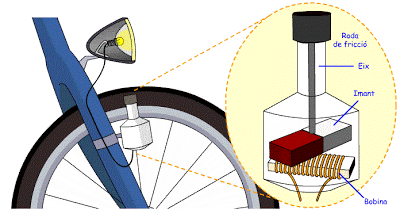 Roda
de fricció
Eix
Imant
Bobina